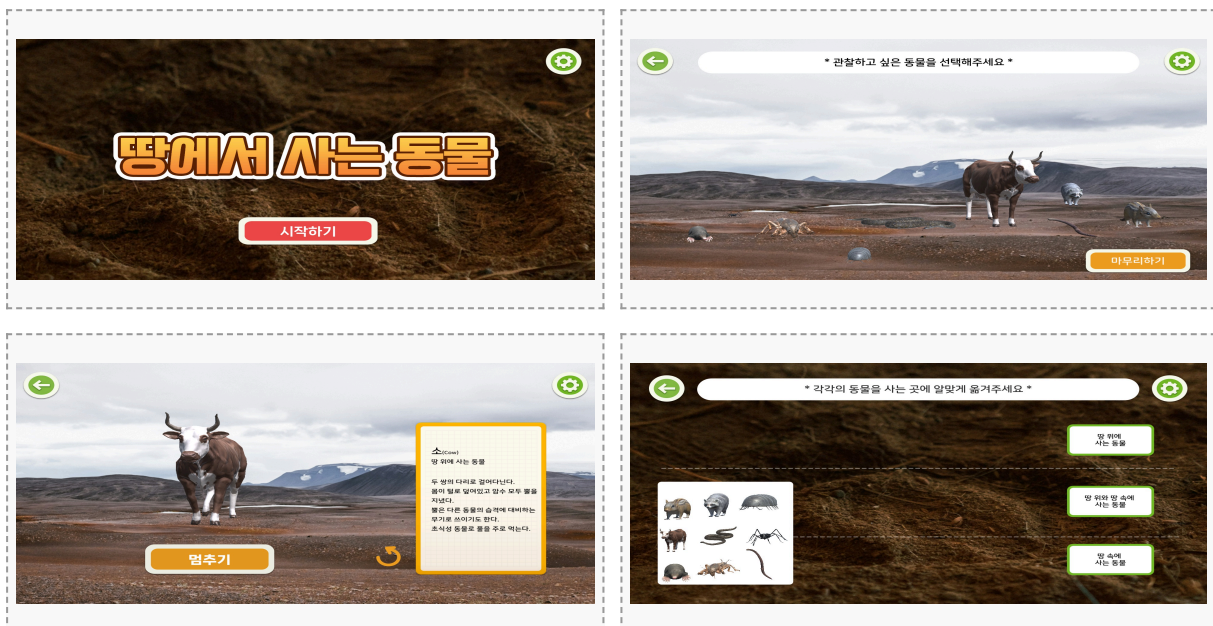 땅에서 사는 동물
시작하기
* 관찰하고 싶은 동물을 선택해주세요 *
마무리하기
소(Cow)
땅 위에 사는 동물
두 쌍의 다리로 걸어다닌다.
몸이 털로 덮여있고 암수 모두 뿔을
지녔다.
뿔은 다른 동물의 습격에 대비하는
무기로 쓰이기도 한다.
초식성 동물로 풀을 주로 먹는다.
멈추기
* 각각의 동물을 사는 곳에 알맞게 옮겨주세요 *
땅 위에
사는 동물
땅 위와 땅 속에
사는 동물
땅 속에
사는 동물